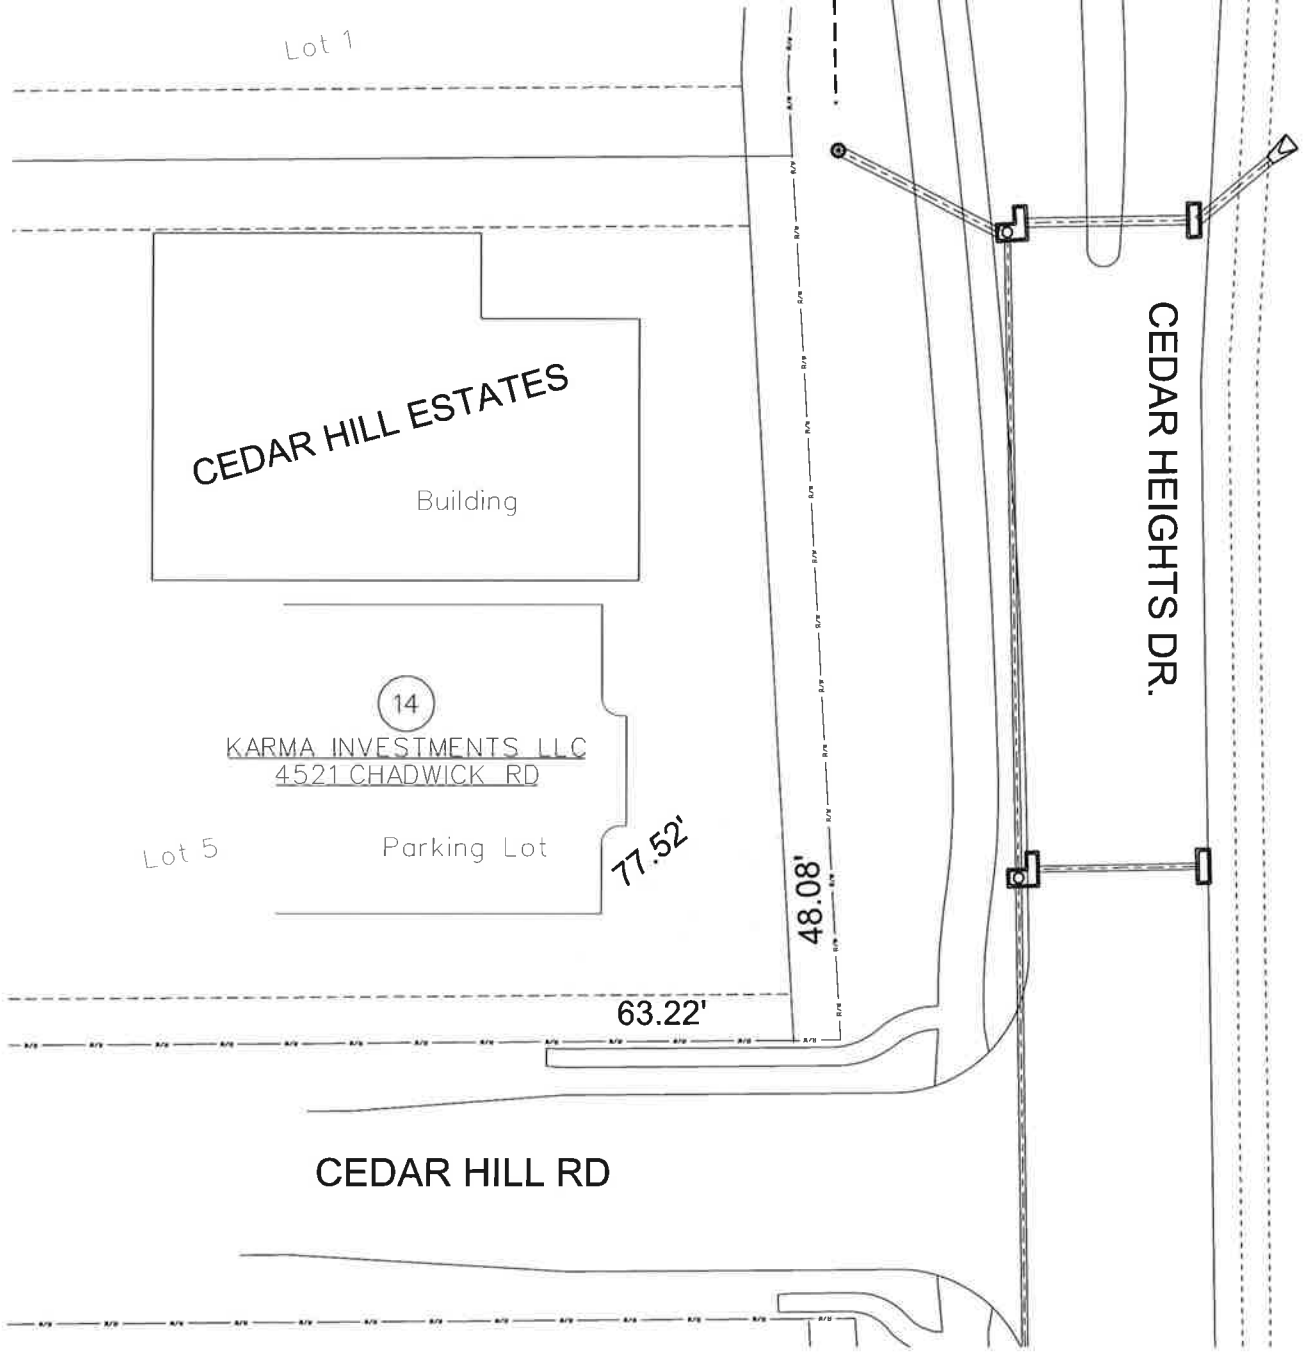 Lot 1
CEDAR HEIGHTS DR.
CEDAR HILL ESTATES
Building
14
KARMA INVESTMENTS LLC
4521 CHADWICK RD
Lot 5
Parking Lot
77.52'
48.08'
63.22'
CEDAR HILL RD